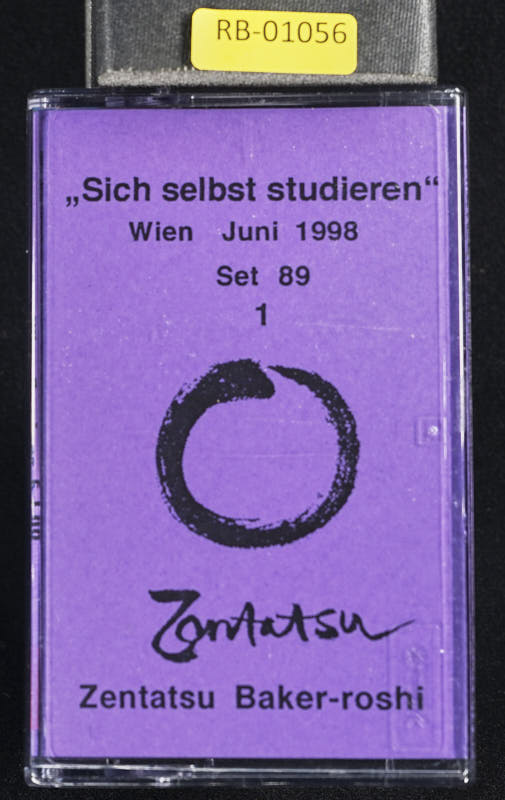 RB-01056
„Sich selbst studieren“
Wien Juni 1998
Set 89
1
Zentatsu
Zentatsu Baker-roshi